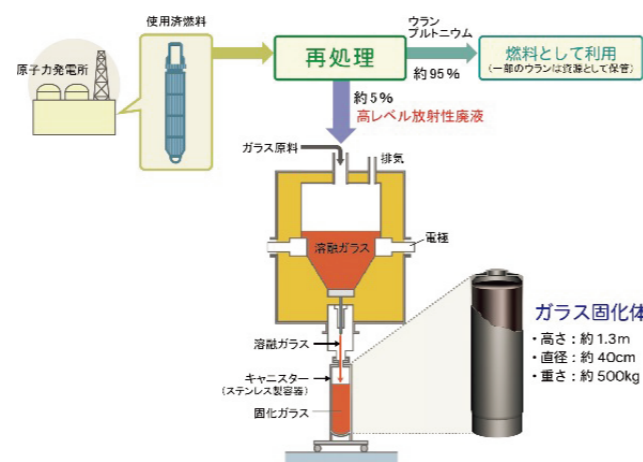 使用済燃料
原子力発電所
再処理
ウラン
プルトニウム
約95%
燃料として利用
(一部のウランは資源として保管)
約5%
高レベル放射性廃液
ガラス原料
排気
溶融ガラス
電極
溶融ガラス
キャニスター
(ステンレス製容器)
固化ガラス
ガラス固化体
・高さ：約1.3m
・直径：約40cm
・重さ：約500kg